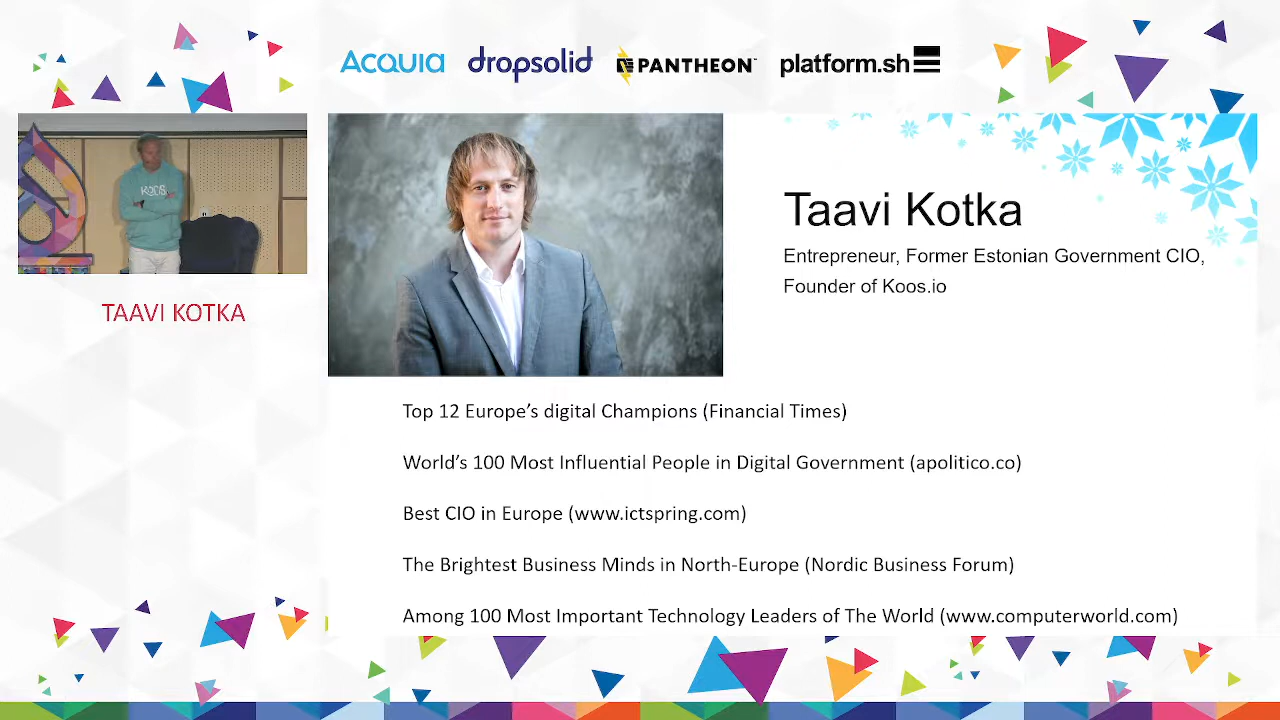 Acquia
dropsolid
PANTHEON
platform.sh
KOOS
TAAVI KOTKA
Taavi Kotka
Entrepreneur, Former Estonian Government CIO,
Founder of Koos.io
Top 12 Europe's digital Champions (Financial Times)
World's 100 Most Influential People in Digital Government (apolitico.co)
Best CIO in Europe (www.ictspring.com)
The Brightest Business Minds in North-Europe (Nordic Business Forum)
Among 100 Most Important Technology Leaders of The World (www.computerworld.com)